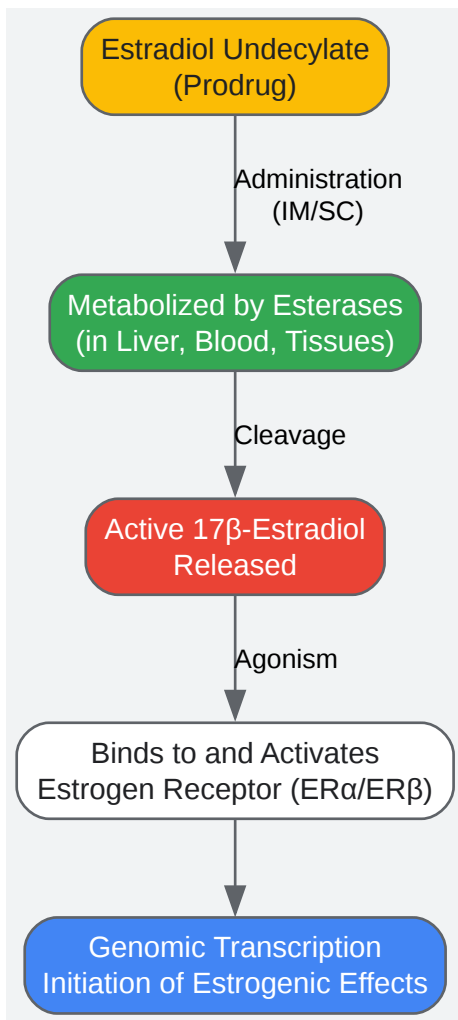 Estradiol Undecylate
(Prodrug)
Administration
(IM/SC)
Metabolized by Esterases
(in Liver, Blood, Tissues)
Cleavage
Active 17β-Estradiol
Released
Agonism
Binds to and Activates
Estrogen Receptor (ERα/ERβ)
Genomic Transcription
Initiation of Estrogenic Effects